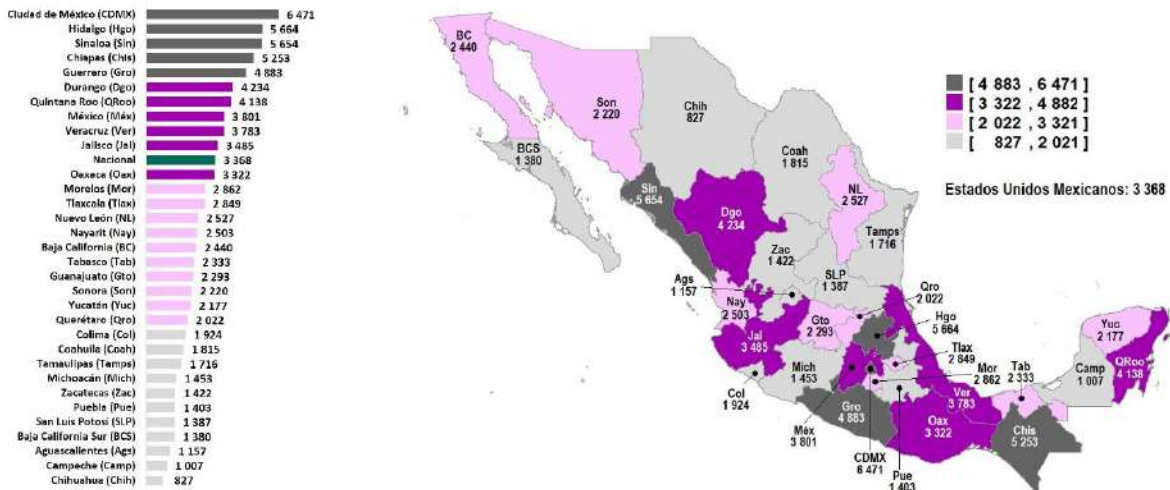 Ciudad de México (CDMX) 6 471
Hidalgo (Hgo) 5 664
Sinaloa (Sin) 5 654
Chiapas (Chis) 5 253
Guerrero (Gro) 4 883
Durango (Dgo) 4 234
Quintana Roo (QRoo) 4 138
México (Méx) 3 801
Veracruz (Ver) 3 783
Jalisco (Jal) 3 485
Nacional 3 368
Oaxaca (Oax) 3 322
Morelos (Mor) 2 862
Tlaxcala (Tlax) 2 849
Nuevo León (NL) 2 527
Nayarit (Nay) 2 503
Baja California (BC) 2 440
Tabasco (Tab) 2 333
Guanajuato (Gto) 2 293
Sonora (Son) 2 220
Yucatán (Yuc) 2 177
Querétaro (Qro) 2 022
Colima (Col) 1 924
Coahuila (Coah) 1 815
Tamaulipas (Tamps) 1 716
Michoacán (Mich) 1 453
Zacatecas (Zac) 1 422
Puebla (Pue) 1 403
San Luis Potosí (SLP) 1 387
Baja California Sur (BCS) 1 380
Aguascalientes (Ags) 1 157
Campeche (Camp) 1 007
Chihuahua (Chih) 827
BC
2 440
Son
2 220
Chih
827
Coah
1 815
BCS
1 380
Sin
5 654
Dgo
4 234
NL
2 527
Tamps
1 716
Zac
1 422
SLP
1 387
Ags
1 157
Nay
2 503
Gto
2 293
Qro
2 022
Hgo
5 664
Jal
3 485
Tlax
2 849
Mor
2 862
Tab
2 333
Yuc
2 177
QRoo
4 138
Camp
1 007
Mich
1 453
Col
1 924
Gro
4 883
Ver
3 783
Oax
3 322
Chis
5 253
Méx
3 801
CDMX
6 471
Pue
1 403
[ 4 883 , 6 471 ]
[ 3 322 , 4 882 ]
[ 2 022 , 3 321 ]
[ 827 , 2 021 ]
Estados Unidos Mexicanos: 3 368